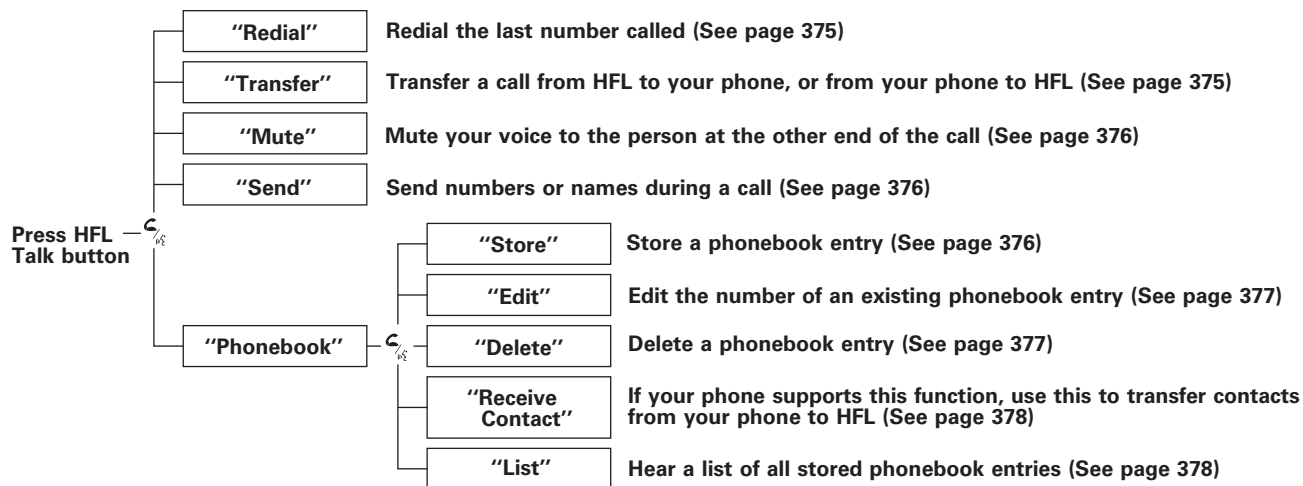 "Redial" Redial the last number called (See page 375)
"Transfer" Transfer a call from HFL to your phone, or from your phone to HFL (See page 375)
"Mute" Mute your voice to the person at the other end of the call (See page 376)
"Send" Send numbers or names during a call (See page 376)
Press HFL
Talk button
"Phonebook"
"Store" Store a phonebook entry (See page 376)
"Edit" Edit the number of an existing phonebook entry (See page 377)
"Delete" Delete a phonebook entry (See page 377)
"Receive
Contact"
If your phone supports this function, use this to transfer contacts
from your phone to HFL (See page 378)
"List" Hear a list of all stored phonebook entries (See page 378)